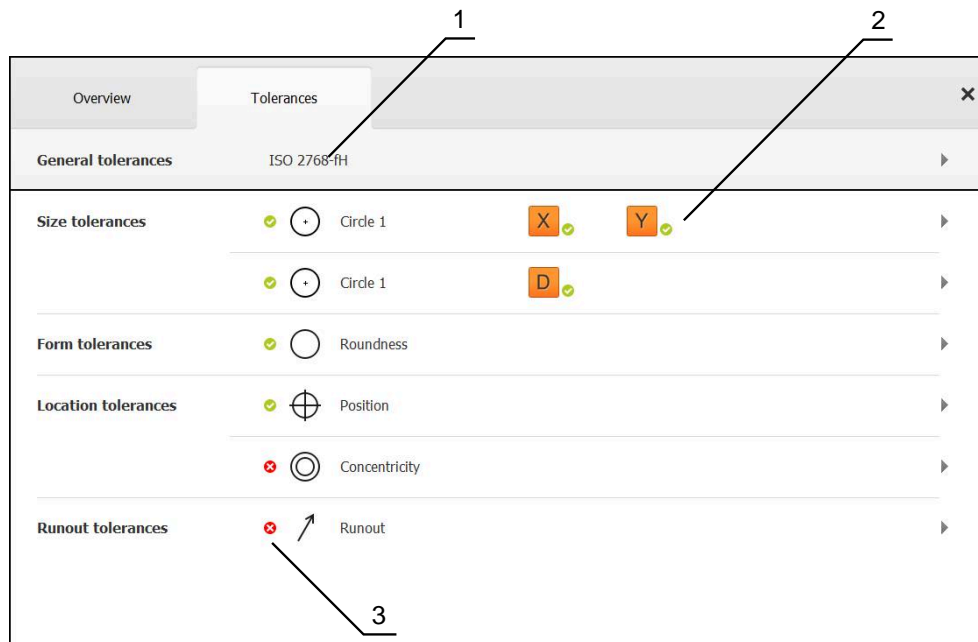 1 2
Overview Tolerances
General tolerances ISO 2768-fH
Size tolerances Circle 1 X Y
Circle 1 D
Form tolerances Roundness
Location tolerances Position
Concentricity
Runout tolerances Runout
3